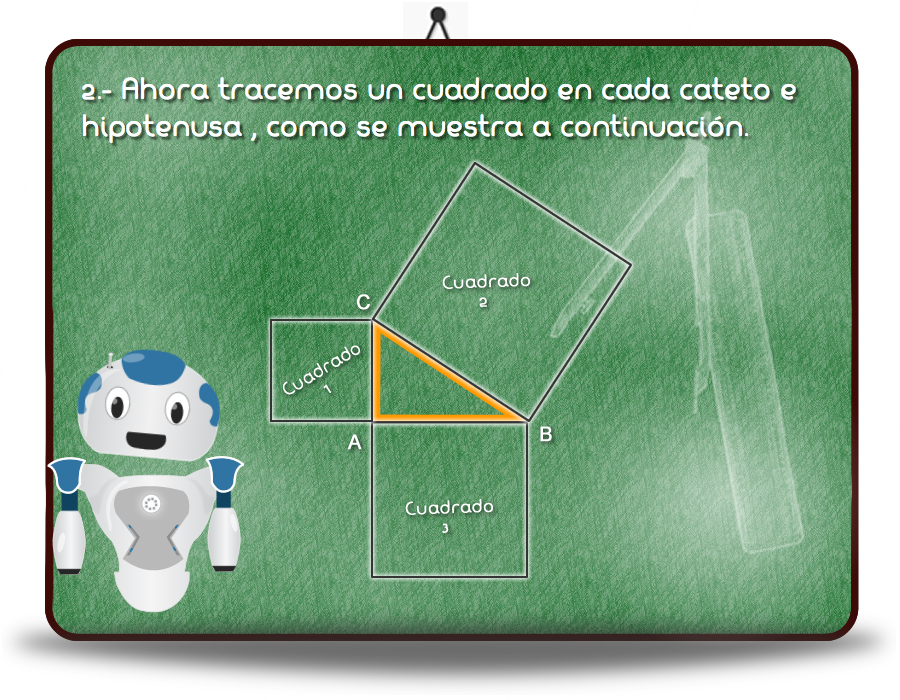 2.- Ahora tracemos un cuadrado en cada cateto e
hipotenusa , como se muestra a continuación.
Cuadrado
2
C
Cuadrado
1
A
B
Cuadrado
3